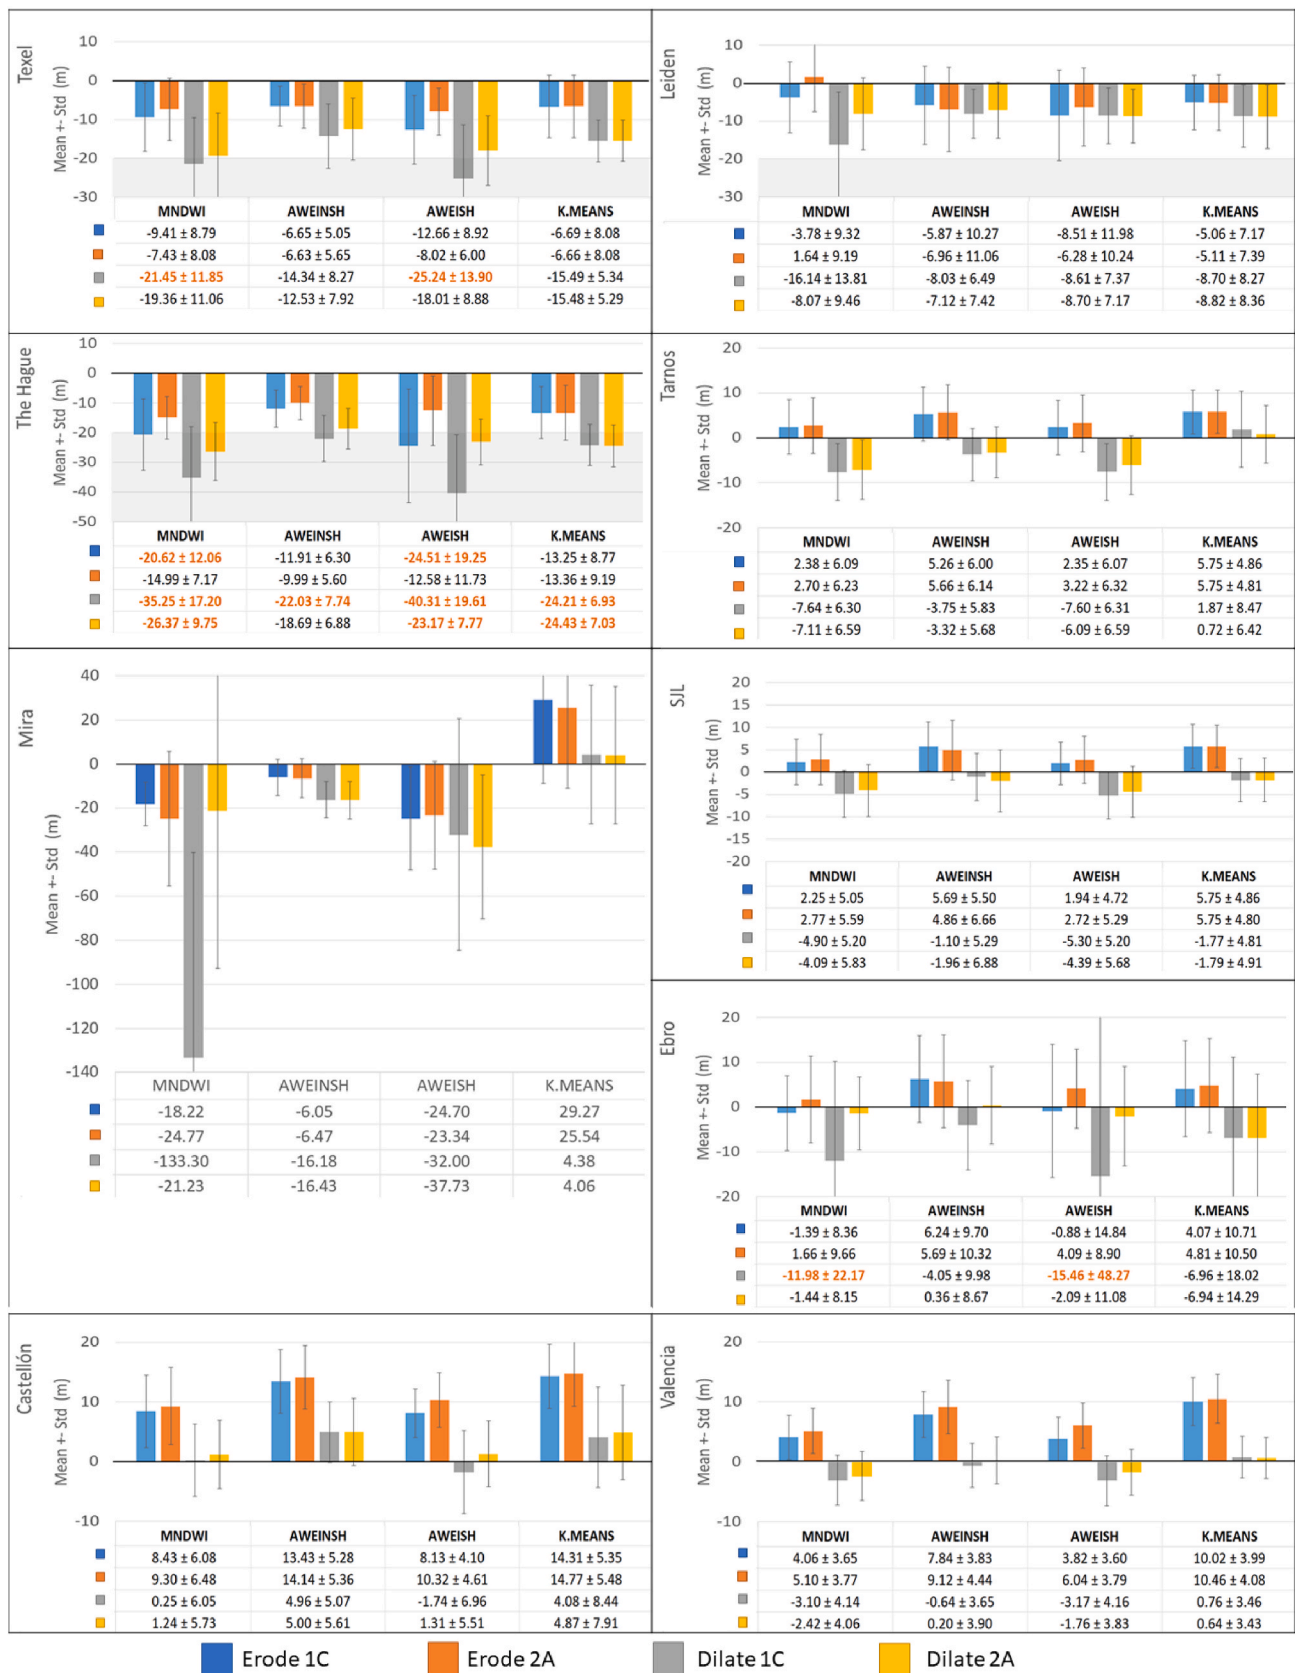 Texel
Mean +- Std (m)
10
0
-10
-20
-30
MNDWI AWEINSH AWEISH K.MEANS
-9.41 ± 8.79 -6.65 ± 5.05 -12.66 ± 8.92 -6.69 ± 8.08
-7.43 ± 8.08 -6.63 ± 5.65 -8.02 ± 6.00 -6.66 ± 8.08
-21.45 ± 11.85 -14.34 ± 8.27 -25.24 ± 13.90 -15.49 ± 5.34
-19.36 ± 11.06 -12.53 ± 7.92 -18.01 ± 8.88 -15.48 ± 5.29
Leiden
Mean +- Std (m)
10
0
-10
-20
-30
MNDWI AWEINSH AWEISH K.MEANS
-3.78 ± 9.32 -5.87 ± 10.27 -8.51 ± 11.98 -5.06 ± 7.17
1.64 ± 9.19 -6.96 ± 11.06 -6.28 ± 10.24 -5.11 ± 7.39
-16.14 ± 13.81 -8.03 ± 6.49 -8.61 ± 7.37 -8.70 ± 8.27
-8.07 ± 9.46 -7.12 ± 7.42 -8.70 ± 7.17 -8.82 ± 8.36
The Hague
Mean +- Std (m)
10
0
-10
-20
-30
-40
-50
MNDWI AWEINSH AWEISH K.MEANS
-20.62 ± 12.06 -11.91 ± 6.30 -24.51 ± 19.25 -13.25 ± 8.77
-14.99 ± 7.17 -9.99 ± 5.60 -12.58 ± 11.73 -13.36 ± 9.19
-35.25 ± 17.20 -22.03 ± 7.74 -40.31 ± 19.61 -24.21 ± 6.93
-26.37 ± 9.75 -18.69 ± 6.88 -23.17 ± 7.77 -24.43 ± 7.03
Tarnos
Mean +- Std (m)
20
10
0
-10
-20
MNDWI AWEINSH AWEISH K.MEANS
2.38 ± 6.09 5.26 ± 6.00 2.35 ± 6.07 5.75 ± 4.86
2.70 ± 6.23 5.66 ± 6.14 3.22 ± 6.32 5.75 ± 4.81
-7.64 ± 6.30 -3.75 ± 5.83 -7.60 ± 6.31 1.87 ± 8.47
-7.11 ± 6.59 -3.32 ± 5.68 -6.09 ± 6.59 0.72 ± 6.42
Mira
Mean +- Std (m)
40
20
0
-20
-40
-60
-80
-100
-120
-140
MNDWI AWEINSH AWEISH K.MEANS
-18.22 -6.05 -24.70 29.27
-24.77 -6.47 -23.34 25.54
-133.30 -16.18 -32.00 4.38
-21.23 -16.43 -37.73 4.06
SJL
Mean +- Std (m)
20
10
5
0
-5
-10
-15
20
MNDWI AWEINSH AWEISH K.MEANS
2.25 ± 5.05 5.69 ± 5.50 1.94 ± 4.72 5.75 ± 4.86
2.77 ± 5.59 4.86 ± 6.66 2.72 ± 5.29 5.75 ± 4.80
-4.90 ± 5.20 -1.10 ± 5.29 -5.30 ± 5.20 -1.77 ± 4.81
-4.09 ± 5.83 -1.96 ± 6.88 -4.39 ± 5.68 -1.79 ± 4.91
Ebro
Mean +- Std (m)
20
10
0
-10
-20
MNDWI AWEINSH AWEISH K.MEANS
-1.39 ± 8.36 6.24 ± 9.70 -0.88 ± 14.84 4.07 ± 10.71
1.66 ± 9.66 5.69 ± 10.32 4.09 ± 8.90 4.81 ± 10.50
-11.98 ± 22.17 -4.05 ± 9.98 -15.46 ± 48.27 -6.96 ± 18.02
-1.44 ± 8.15 0.36 ± 8.67 -2.09 ± 11.08 -6.94 ± 14.29
Castellón
Mean +- Std (m)
20
10
0
-10
MNDWI AWEINSH AWEISH K.MEANS
8.43 ± 6.08 13.43 ± 5.28 8.13 ± 4.10 14.31 ± 5.35
9.30 ± 6.48 14.14 ± 5.36 10.32 ± 4.61 14.77 ± 5.48
0.25 ± 6.05 4.96 ± 5.07 -1.74 ± 6.96 4.08 ± 8.44
1.24 ± 5.73 5.00 ± 5.61 1.31 ± 5.51 4.87 ± 7.91
Valencia
Mean +- Std (m)
20
10
0
-10
MNDWI AWEINSH AWEISH K.MEANS
4.06 ± 3.65 7.84 ± 3.83 3.82 ± 3.60 10.02 ± 3.99
5.10 ± 3.77 9.12 ± 4.44 6.04 ± 3.79 10.46 ± 4.08
-3.10 ± 4.14 -0.64 ± 3.65 -3.17 ± 4.16 0.76 ± 3.46
-2.42 ± 4.06 0.20 ± 3.90 -1.76 ± 3.83 0.64 ± 3.43
Erode 1C Erode 2A Dilate 1C Dilate 2A